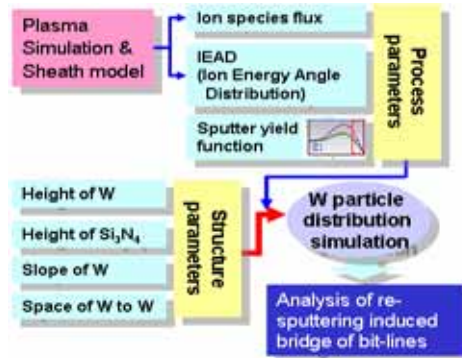 Plasma
Simulation &
Sheath model
Ion species flux
IEAD
(Ion Energy Angle
Distribution)
Sputter yield
function
Process
parameters
Height of W
Height of Si₃N₄
Slope of W
Space of W to W
Structure
parameters
W particle
distribution
simulation
Analysis of re-
sputtering induced
bridge of bit-lines